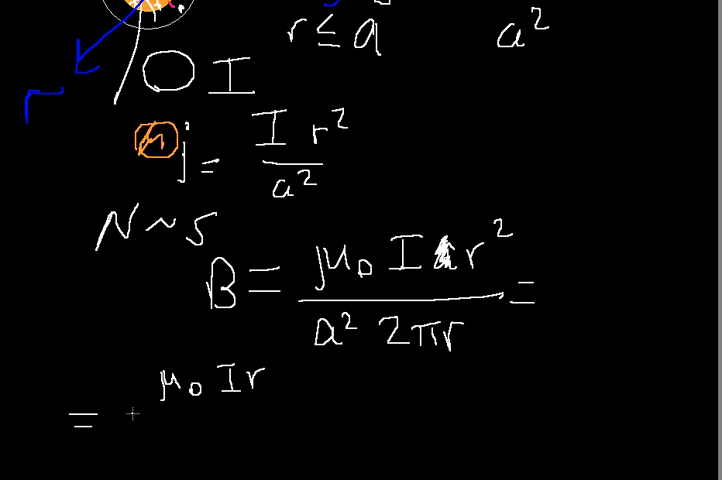 r ≤ a a²
I
j = I r² / a²
N ~ 5
B = μ₀ I r² / a² 2πr =
= μ₀ I r